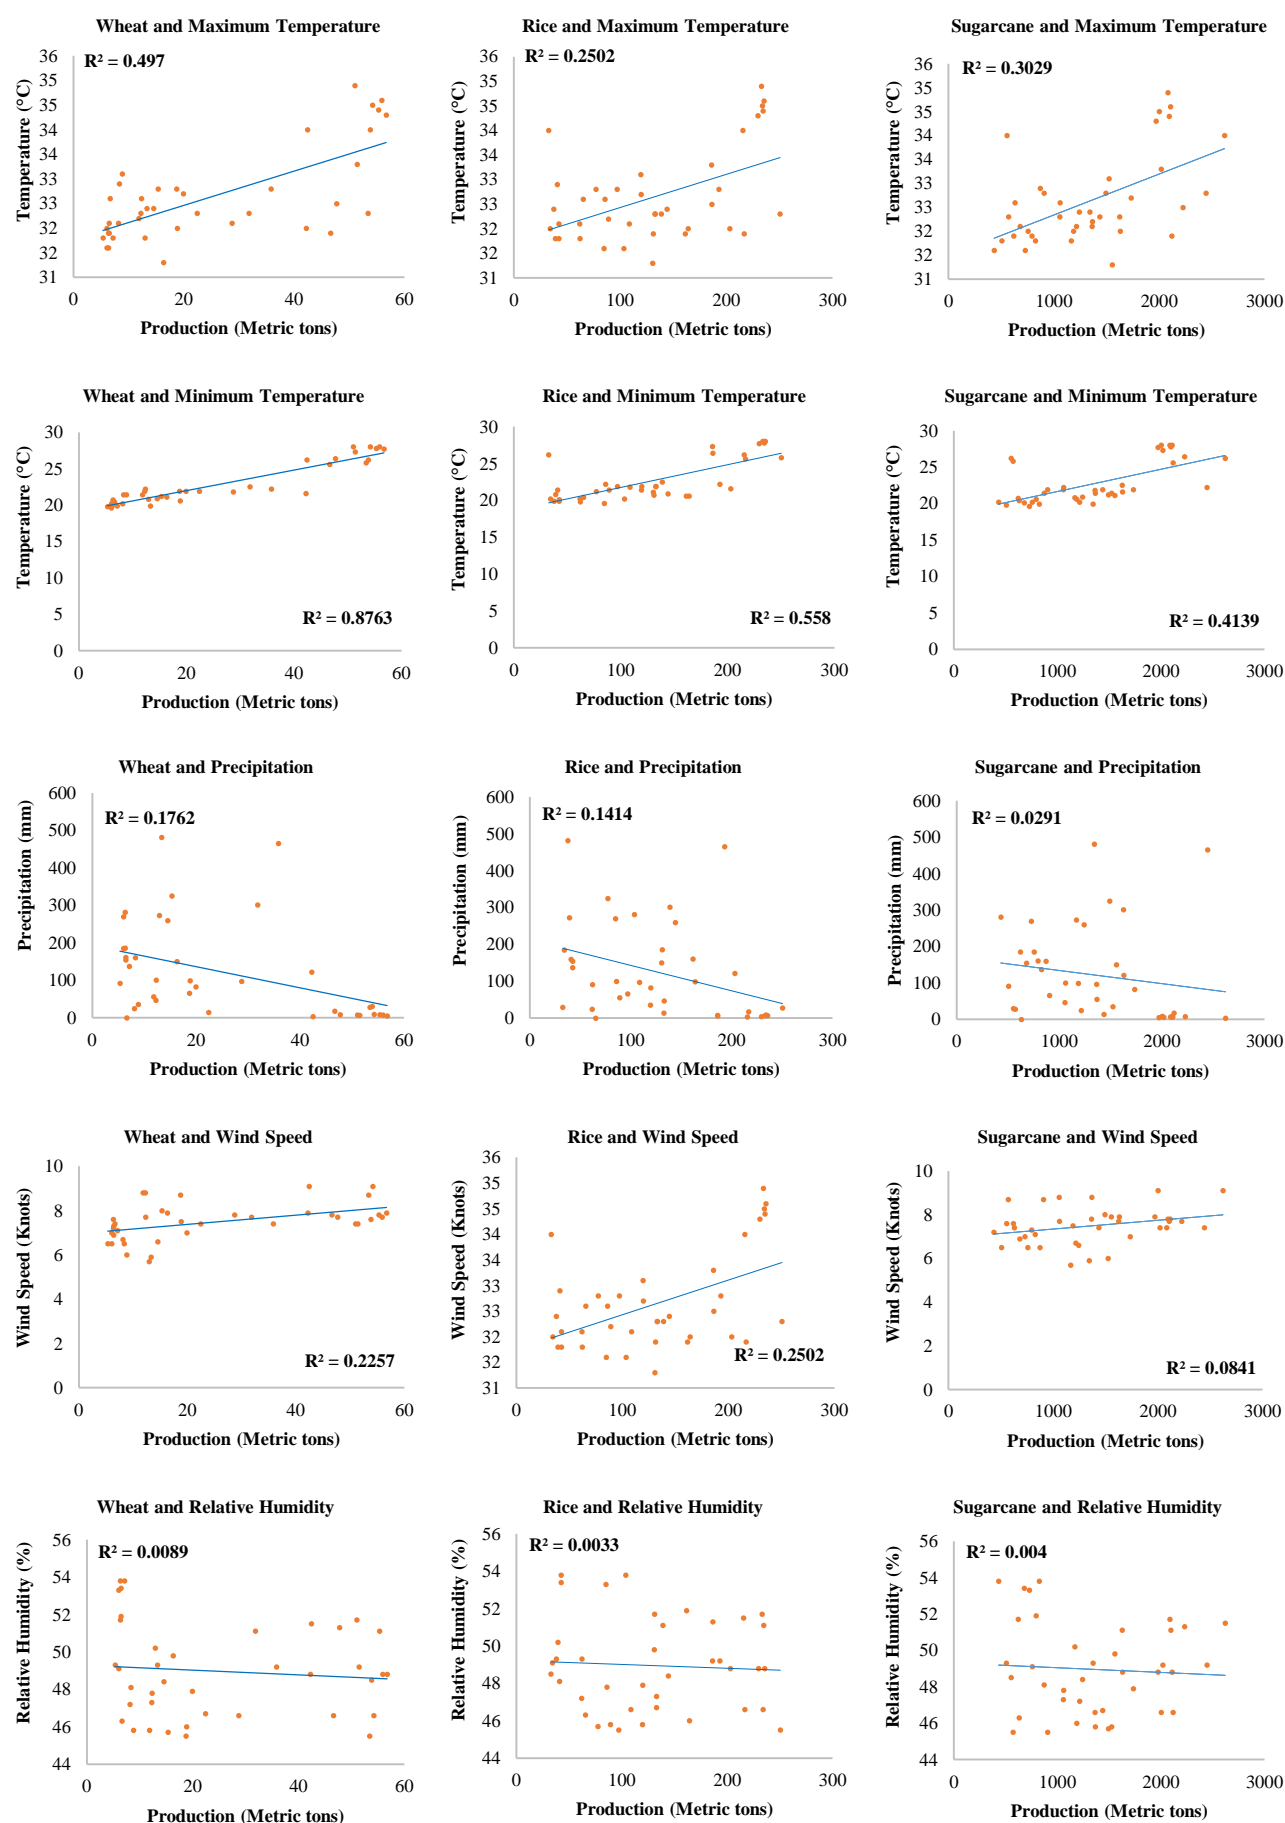 Wheat and Maximum Temperature
R² = 0.497
Temperature (°C)
36
35
35
34
34
33
33
32
32
31
0
20
40
60
Production (Metric tons)
Rice and Maximum Temperature
R² = 0.2502
Temperature (°C)
36
35
35
34
34
33
33
32
32
31
0
100
200
300
Production (Metric tons)
Sugarcane and Maximum Temperature
R² = 0.3029
Temperature (°C)
36
35
35
34
34
33
33
32
32
31
0
1000
2000
3000
Production (Metric tons)
Wheat and Minimum Temperature
Temperature (°C)
30
25
20
15
10
5
0
R² = 0.8763
0
20
40
60
Production (Metric tons)
Rice and Minimum Temperature
Temperature (°C)
30
25
20
15
10
5
0
R² = 0.558
0
100
200
300
Production (Metric tons)
Sugarcane and Minimum Temperature
Temperature (°C)
30
25
20
15
10
5
0
R² = 0.4139
0
1000
2000
3000
Production (Metric tons)
Wheat and Precipitation
R² = 0.1762
Precipitation (mm)
600
500
400
300
200
100
0
0
20
40
60
Production (Metric tons)
Rice and Precipitation
R² = 0.1414
Precipitation (mm)
600
500
400
300
200
100
0
0
100
200
300
Production (Metric tons)
Sugarcane and Precipitation
R² = 0.0291
Precipitation (mm)
600
500
400
300
200
100
0
0
1000
2000
3000
Production (Metric tons)
Wheat and Wind Speed
Wind Speed (Knots)
10
8
6
4
2
0
R² = 0.2257
0
20
40
60
Production (Metric tons)
Rice and Wind Speed
Wind Speed (Knots)
36
35
35
34
34
33
33
32
32
31
R² = 0.2502
0
100
200
300
Production (Metric tons)
Sugarcane and Wind Speed
Wind Speed (Knots)
10
8
6
4
2
0
R² = 0.0841
0
1000
2000
3000
Production (Metric tons)
Wheat and Relative Humidity
R² = 0.0089
Relative Humidity (%)
56
54
52
50
48
46
44
0
20
40
60
Production (Metric tons)
Rice and Relative Humidity
R² = 0.0033
Relative Humidity (%)
56
54
52
50
48
46
44
0
100
200
300
Production (Metric tons)
Sugarcane and Relative Humidity
R² = 0.004
Relative Humidity (%)
56
54
52
50
48
46
44
0
1000
2000
3000
Production (Metric tons)